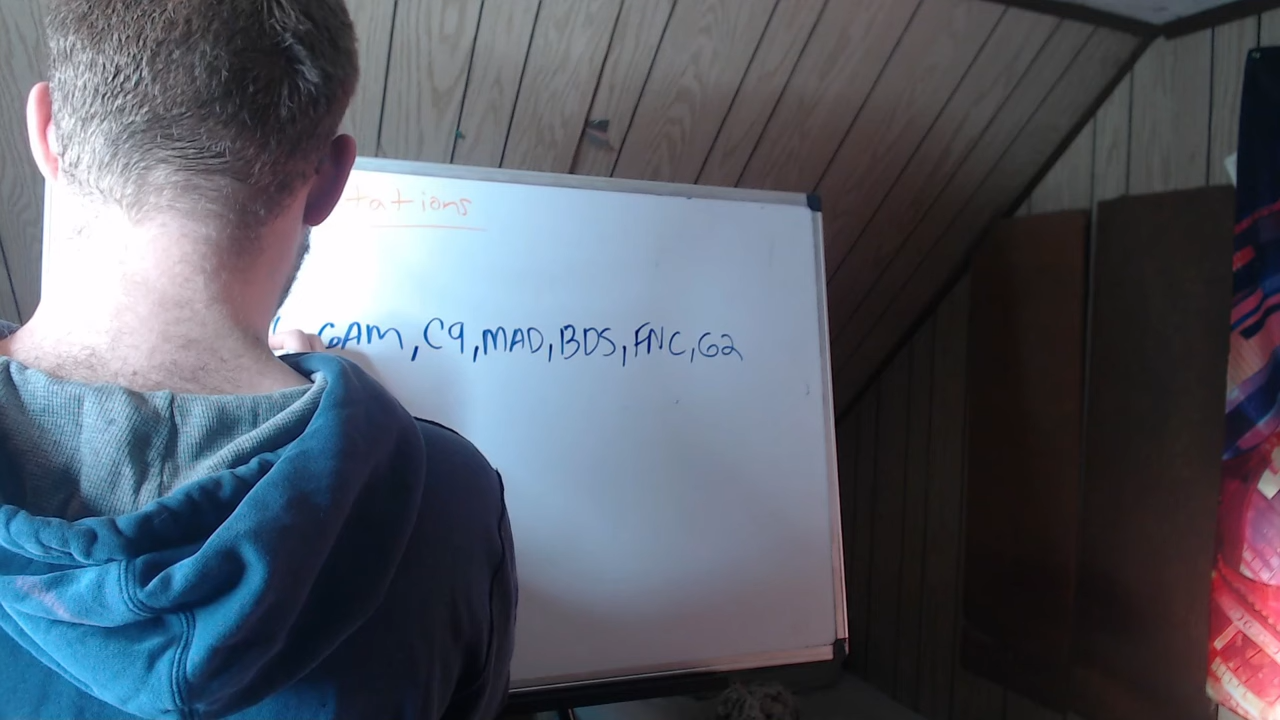 tations
GAM, C9, MAD, BDS, FNC, G2